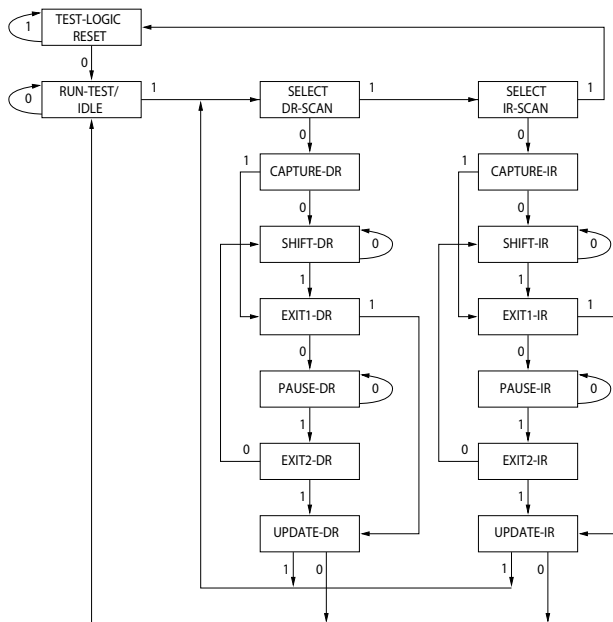 TEST-LOGIC
RESET
1
0
RUN-TEST/
IDLE
0
1
SELECT
DR-SCAN
1
SELECT
IR-SCAN
1
0
0
1
CAPTURE-DR
1
CAPTURE-IR
0
0
SHIFT-DR
0
SHIFT-IR
0
1
1
EXIT1-DR
1
EXIT1-IR
1
0
0
PAUSE-DR
0
PAUSE-IR
0
1
1
0
EXIT2-DR
0
EXIT2-IR
1
1
UPDATE-DR
UPDATE-IR
1
0
1
0